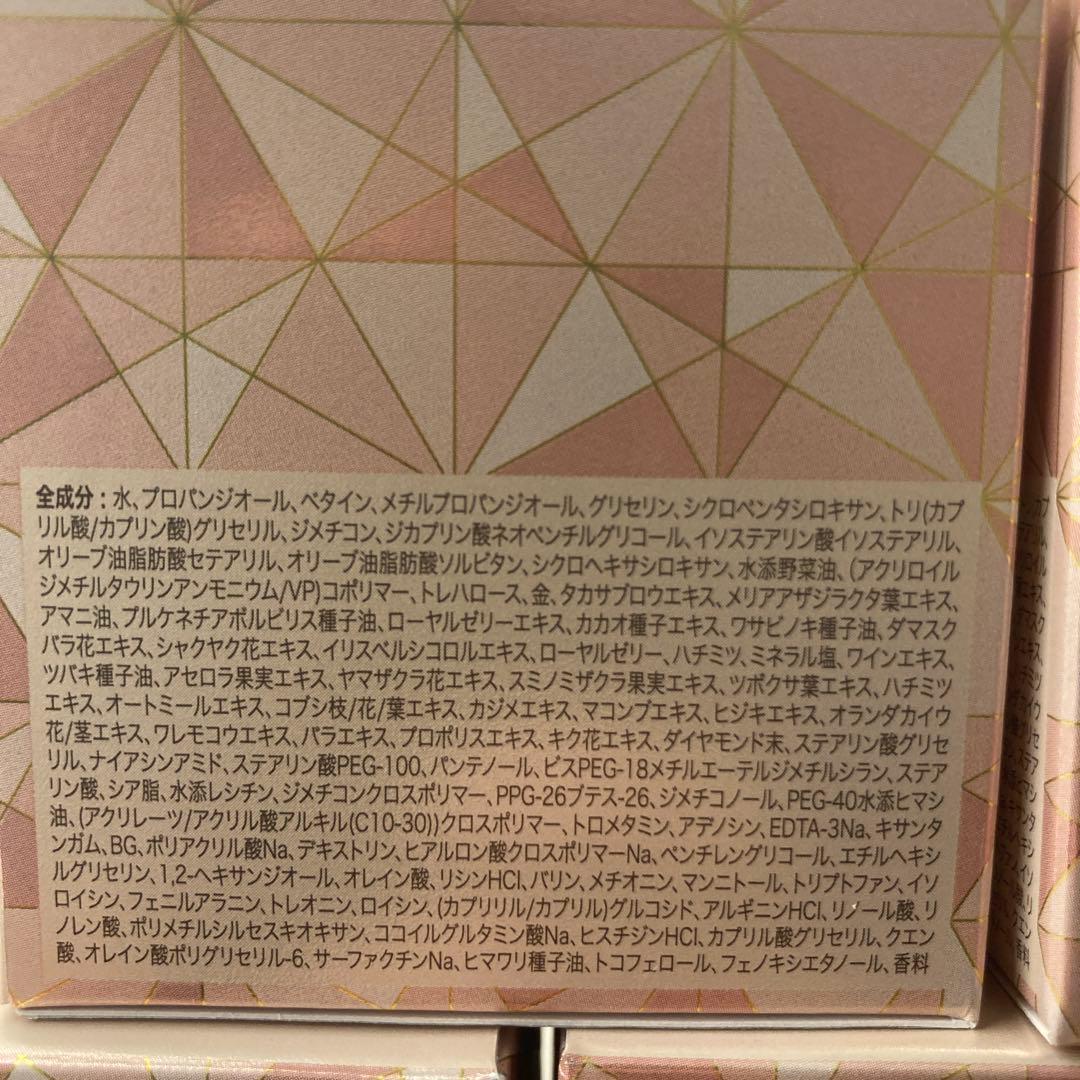 全成分：水、プロパンジオール、ベタイン、メチルプロパンジオール、グリセリン、シクロペンタシロキサン、トリ(カプ
リル酸/カプリン酸)グリセリル、ジメチコン、ジカプリン酸ネオペンチルグリコール、イソステアリン酸イソステアリル、
オリーブ油脂肪酸セテアリル、オリーブ油脂肪酸ソルビタン、シクロヘキサシロキサン、水添野菜油、(アクリロイル
ジメチルタウリンアンモニウム/VP)コポリマー、トレハロース、金、タカサブロウエキス、メリアアザジラクタ葉エキス、
アマニ油、プルケネチアボルビリス種子油、ローヤルゼリーエキス、カカオ種子エキス、ワサビノキ種子油、ダマスク
バラ花エキス、シャクヤク花エキス、イリスベルシコロルエキス、ローヤルゼリー、ハチミツ、ミネラル塩、ワインエキス、
ツバキ種子油、アセロラ果実エキス、ヤマザクラ花エキス、スミノミザクラ果実エキス、ツボクサ葉エキス、ハチミツ
エキス、オートミールエキス、コブシ枝/花/葉エキス、カジメエキス、マコンブエキス、ヒジキエキス、オランダカイウ
花/茎エキス、ワレモコウエキス、バラエキス、プロポリスエキス、キク花エキス、ダイヤモンド末、ステアリン酸グリセ
リル、ナイアシンアミド、ステアリン酸PEG-100、パンテノール、ビスPEG-18メチルエーテルジメチルシラン、ステア
リン酸、シア脂、水添レシチン、ジメチコンクロスポリマー、PPG-26ブテス-26、ジメチコノール、PEG-40水添ヒマシ
油、(アクリレーツ/アクリル酸アルキル(C10-30))クロスポリマー、トロメタミン、アデノシン、EDTA-3Na、キサンタ
ンガム、BG、ポリアクリル酸Na、デキストリン、ヒアルロン酸クロスポリマーNa、ペンチレングリコール、エチルヘキシ
ルグリセリン、1,2-ヘキサンジオール、オレイン酸、リシンHCl、バリン、メチオニン、マンニトール、トリプトファン、イソ
ロイシン、フェニルアラニン、トレオニン、ロイシン、(カプリリル/カプリル)グルコシド、アルギニンHCl、リノール酸、リ
ノレン酸、ポリメチルシルセスキオキサン、ココイルグルタミン酸Na、ヒスチジンHCl、カプリル酸グリセリル、クエン
酸、オレイン酸ポリグリセリル-6、サーファクチンNa、ヒマワリ種子油、トコフェロール、フェノキシエタノール、香料